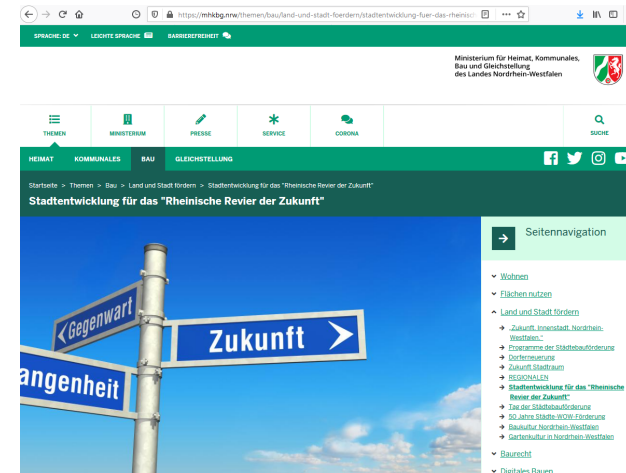 https://mhkbg.nrw/themen/bau/land-und-stadt-foerdern/stadtentwicklung-fuer-das-rheinisch
SPRACHE: DE
LEICHTE SPRACHE
BARRIEREFREIHEIT
Ministerium für Heimat, Kommunales,
Bau und Gleichstellung
des Landes Nordrhein-Westfalen
THEMEN
MINISTERIUM
PRESSE
SERVICE
CORONA
SUCHE
HEIMAT
KOMMUNALES
BAU
GLEICHSTELLUNG
Startseite > Themen > Bau > Land und Stadt fördern > Stadtentwicklung für das "Rheinische Revier der Zukunft"
Stadtentwicklung für das "Rheinische Revier der Zukunft"
Gegenwart
Zukunft
angenheit
Seitennavigation
Wohnen
Flächen nutzen
Land und Stadt fördern
„Zukunft. Innenstadt. Nordrhein-
Westfalen."
Programme der Städtebauförderung
Dorferneuerung
Zukunft Stadtraum
REGIONALEN
Stadtentwicklung für das "Rheinische
Revier der Zukunft"
Tag der Städtebauförderung
50 Jahre Städte-WOW-Förderung
Baukultur Nordrhein-Westfalen
Gartenkultur in Nordrhein-Westfalen
Baurecht
Digitales Bauen